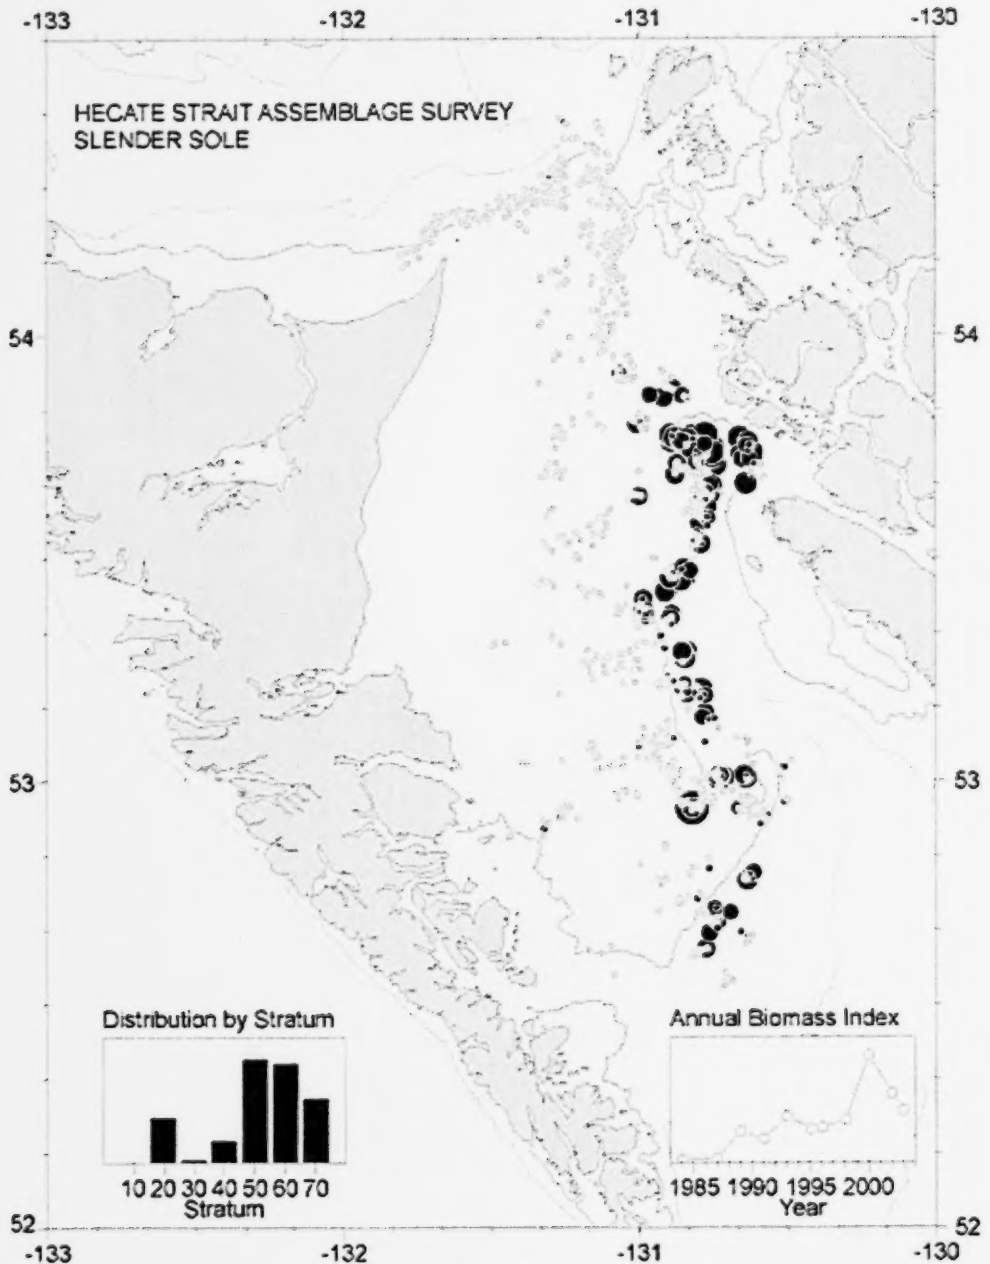 -133 -132 -131 -130
HECATE STRAIT ASSEMBLAGE SURVEY
SLENDER SOLE
54 54
53 53
Distribution by Stratum
10 20 30 40 50 60 70
Stratum
Annual Biomass Index
1985 1990 1995 2000
Year
52 52
-133 -132 -131 -130